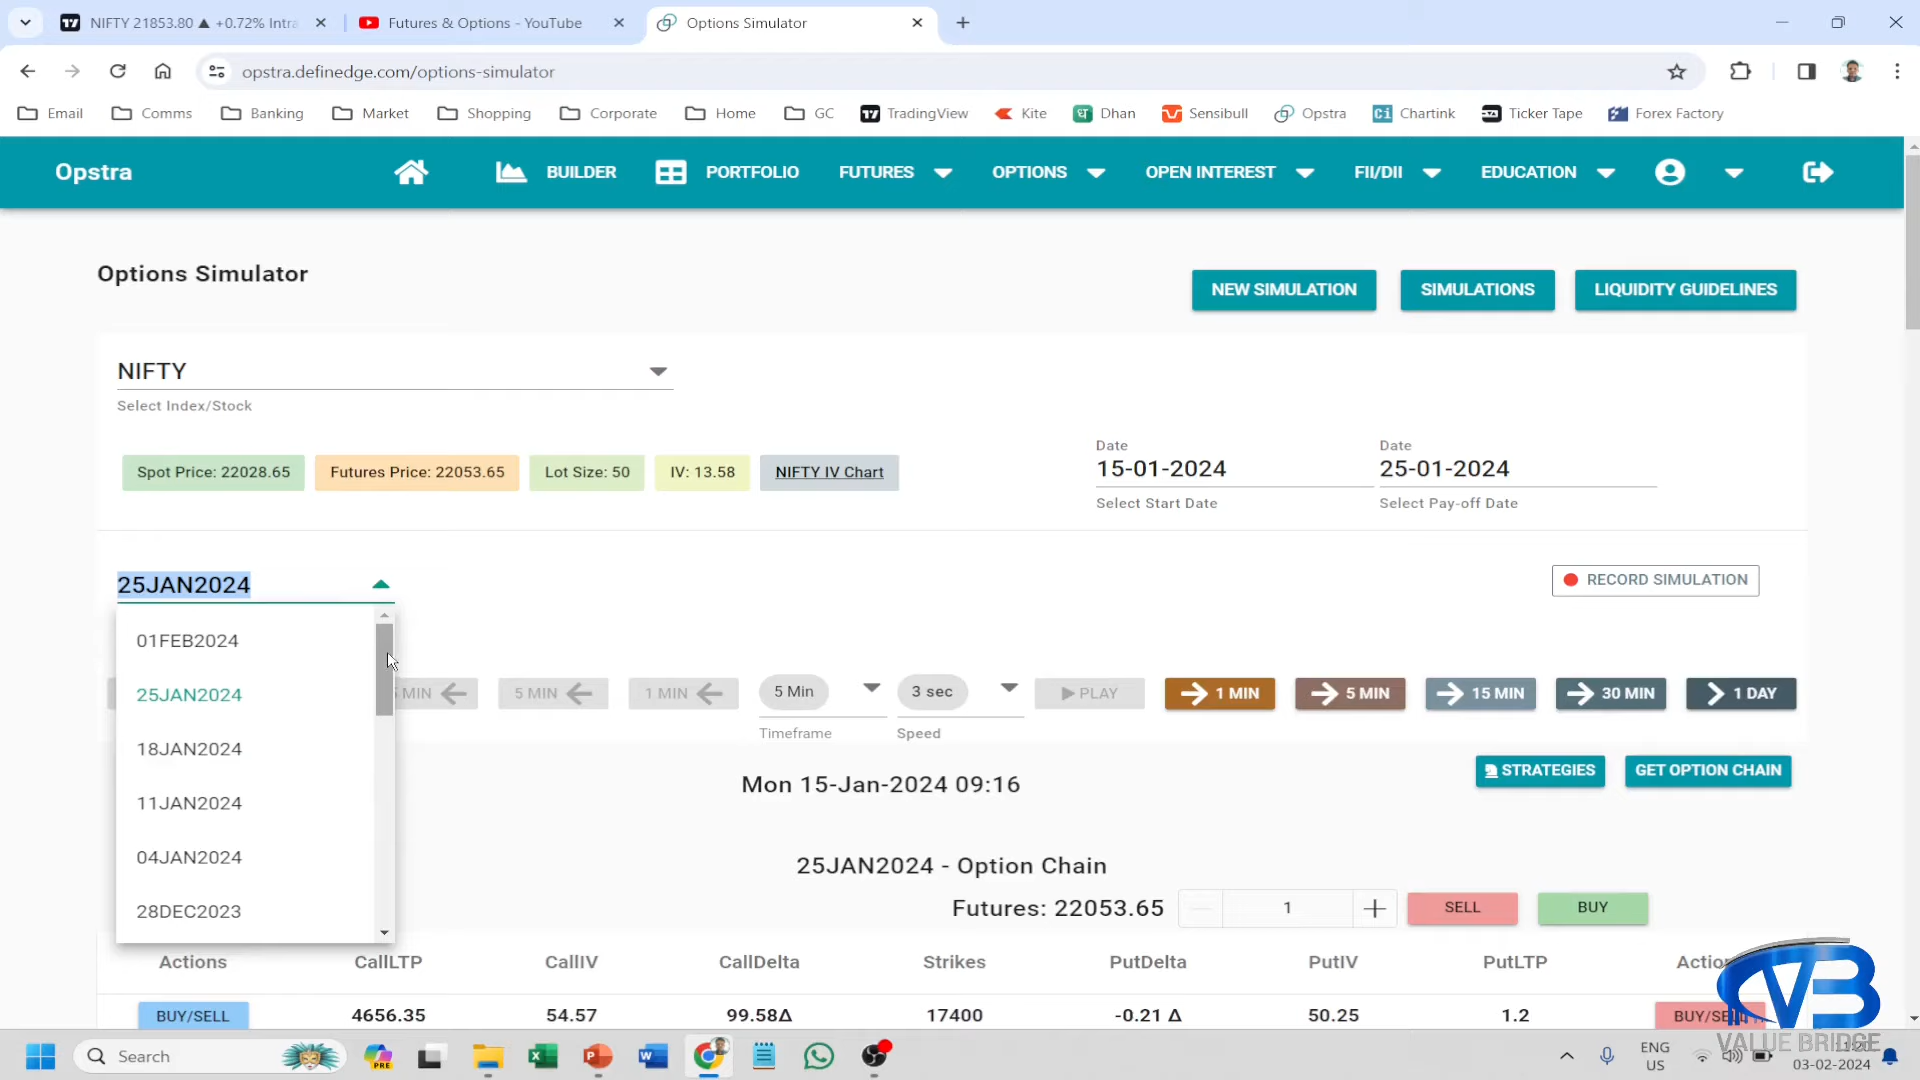 NIFTY 21853.80 ▲ +0.72% Intra
Futures & Options - YouTube
Options Simulator
opstra.definedge.com/options-simulator
Email
Comms
Banking
Market
Shopping
Corporate
Home
GC
TradingView
Kite
Dhan
Sensibull
Opstra
Chartink
Ticker Tape
Forex Factory
Opstra
BUILDER
PORTFOLIO
FUTURES
OPTIONS
OPEN INTEREST
FII/DII
EDUCATION
Options Simulator
NEW SIMULATION
SIMULATIONS
LIQUIDITY GUIDELINES
NIFTY
Select Index/Stock
Spot Price: 22028.65
Futures Price: 22053.65
Lot Size: 50
IV: 13.58
NIFTY IV Chart
Date
15-01-2024
Select Start Date
Date
25-01-2024
Select Pay-off Date
25JAN2024
RECORD SIMULATION
01FEB2024
25JAN2024
18JAN2024
11JAN2024
04JAN2024
28DEC2023
MIN
5 MIN
1 MIN
5 Min
Timeframe
3 sec
Speed
PLAY
1 MIN
5 MIN
15 MIN
30 MIN
1 DAY
Mon 15-Jan-2024 09:16
STRATEGIES
GET OPTION CHAIN
25JAN2024 - Option Chain
Futures: 22053.65
1
SELL
BUY
Actions CallLTP CallIV CallDelta Strikes PutDelta PutIV PutLTP
BUY/SELL 4656.35 54.57 99.58Δ 17400 -0.21 Δ 50.25 1.2
VB
VALUE BRIDGE
Search
PRE
ENG
US
03-02-2024